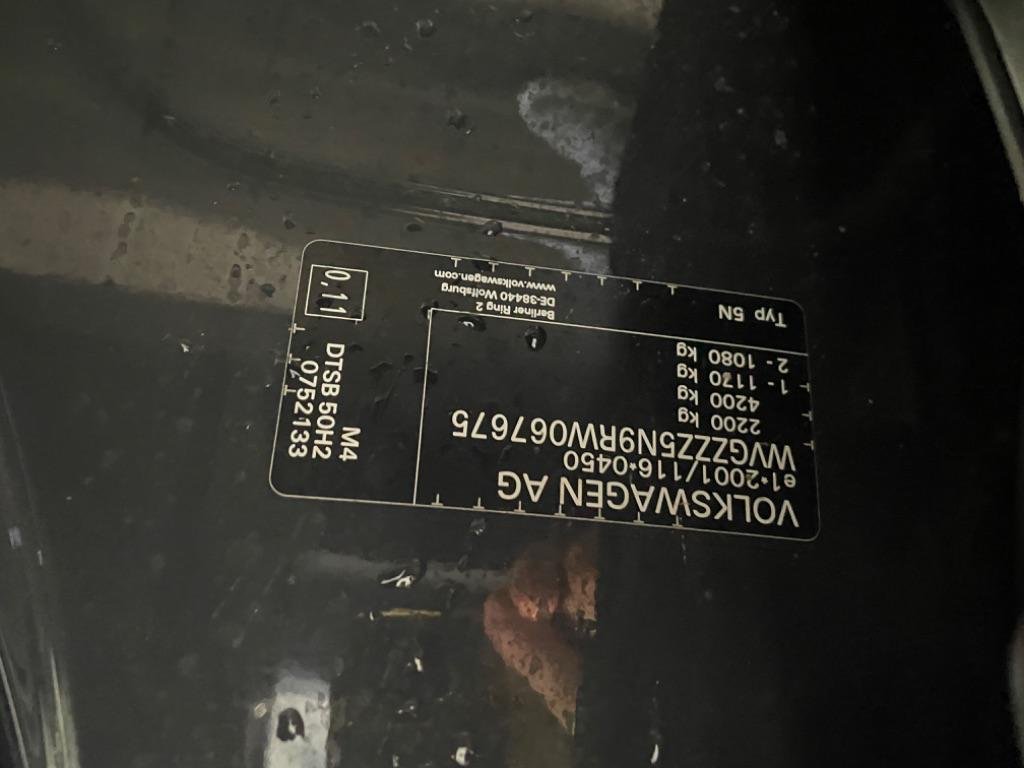 VOLKSWAGEN AG
e1*2001/116*0450
WVGZZZ5N9RW067675
2200 kg
4200 kg
1 - 1170 kg
2 - 1080 kg
Typ 5N
Berliner Ring 2
DE-38440 Wolfsburg
www.volkswagen.com
M4
DTSB 50H2
0752133
0.11